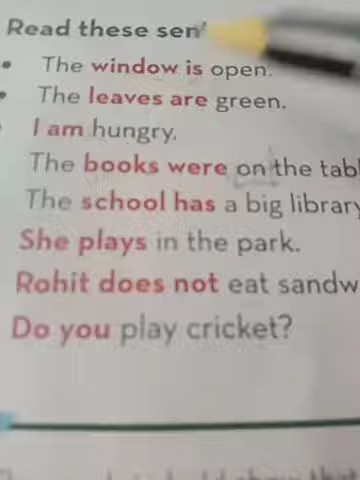 Read these sen
The window is open.
The leaves are green.
I am hungry.
The books were on the tabl
The school has a big library
She plays in the park.
Rohit does not eat sandw
Do you play cricket?